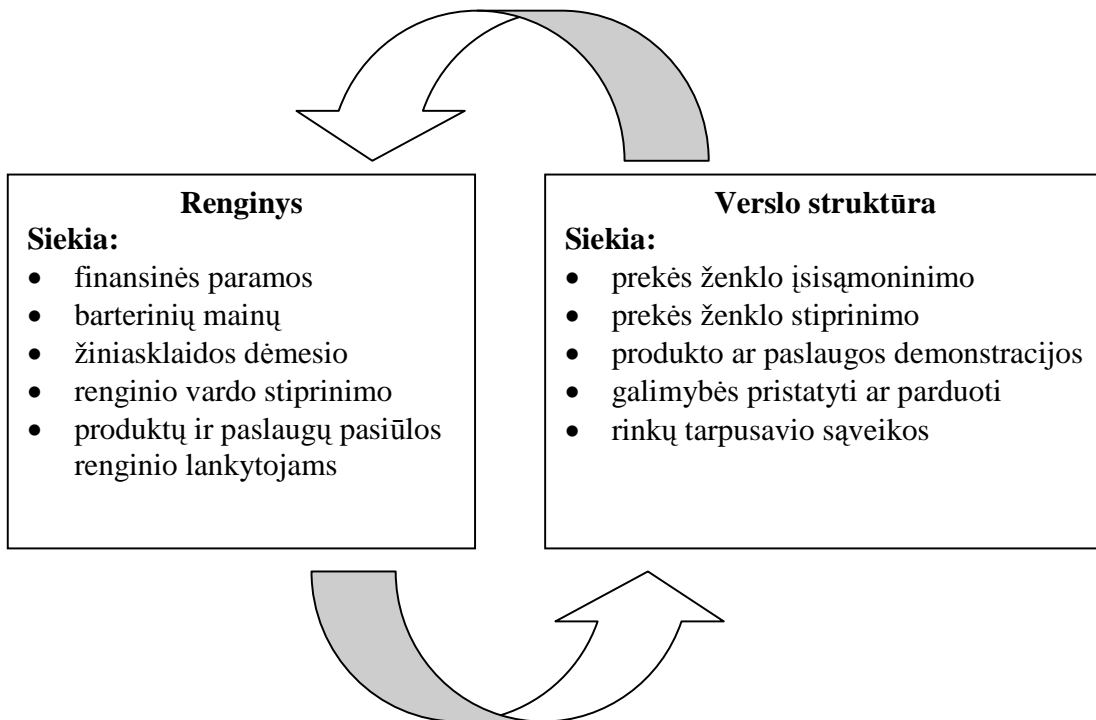 Renginys
Siekia:
• finansinės paramos
• barterinių mainų
• žiniasklaidos dėmesio
• renginio vardo stiprinimo
• produktų ir paslaugų pasiūlos
renginio lankytojams
Verslo struktūra
Siekia:
• prekės ženklo įsisąmoninimo
• prekės ženklo stiprinimo
• produkto ar paslaugos demonstracijos
• galimybės pristatyti ar parduoti
• rinkų tarpusavio sąveikos